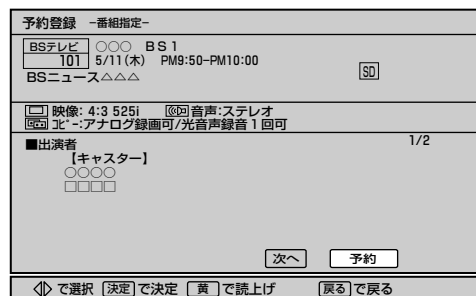 予約登録 -番組指定-
BSテレビ ○○○ BS1
101 5/11(木) PM9:50-PM10:00
BSニュース△△△ SD
映像: 4:3 525i 音声:ステレオ
コピー:アナログ録画可/光音声録音1回可
■出演者 1/2
【キャスター】
○○○○
□□□□
次へ 予約
で選択 決定 で決定 黄 で読上げ 戻る で戻る